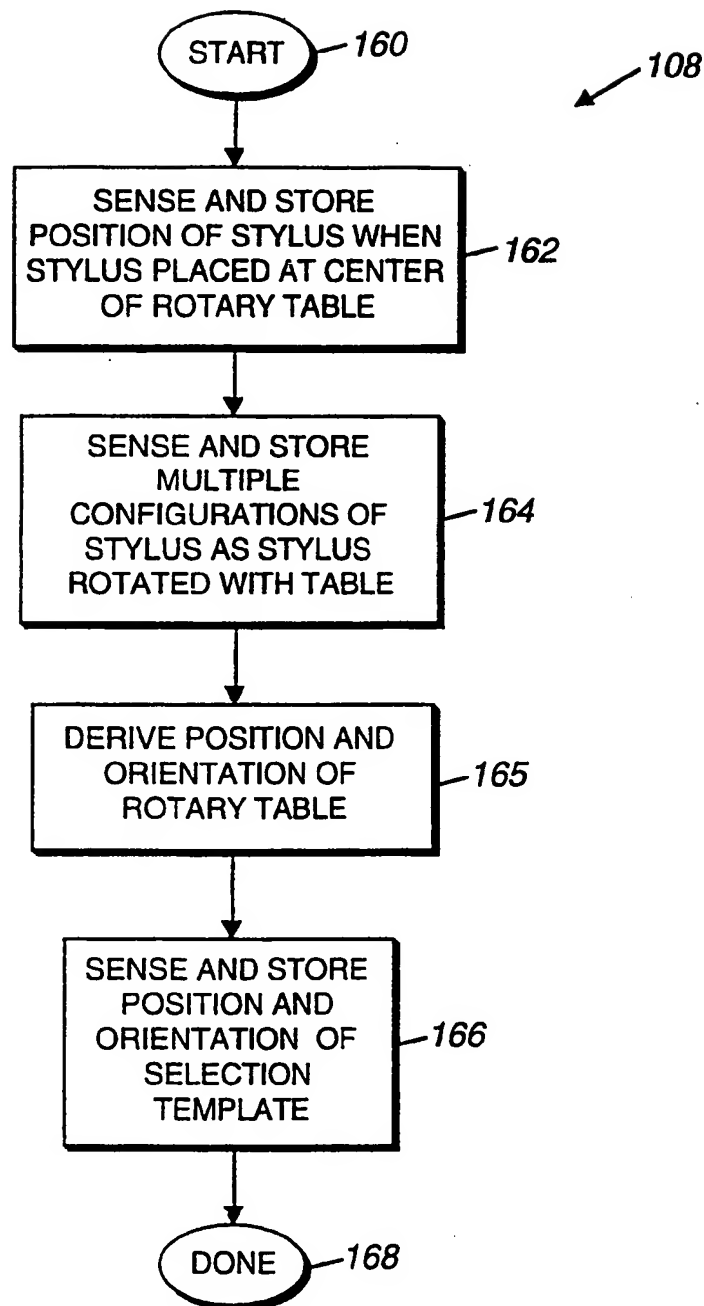 START
160
108
SENSE AND STORE
POSITION OF STYLUS WHEN
STYLUS PLACED AT CENTER
OF ROTARY TABLE
162
SENSE AND STORE
MULTIPLE
CONFIGURATIONS OF
STYLUS AS STYLUS
ROTATED WITH TABLE
164
DERIVE POSITION AND
ORIENTATION OF
ROTARY TABLE
165
SENSE AND STORE
POSITION AND
ORIENTATION OF
SELECTION
TEMPLATE
166
DONE
168